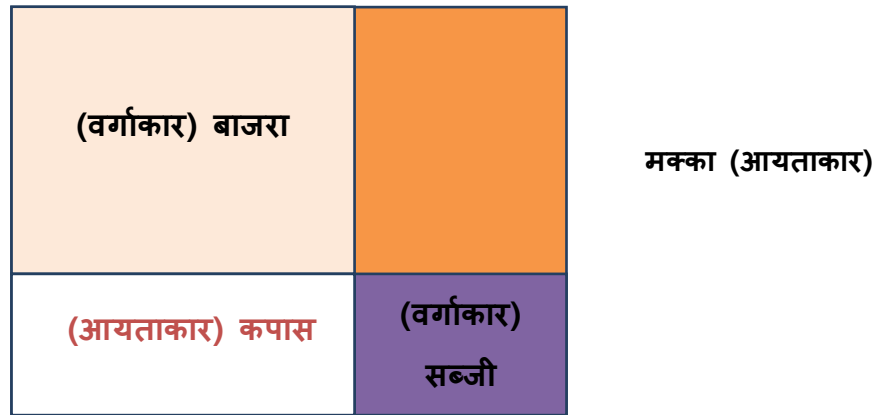 (वर्गाकार) बाजरा
मक्का (आयताकार)
(आयताकार) कपास
(वर्गाकार)
सब्जी